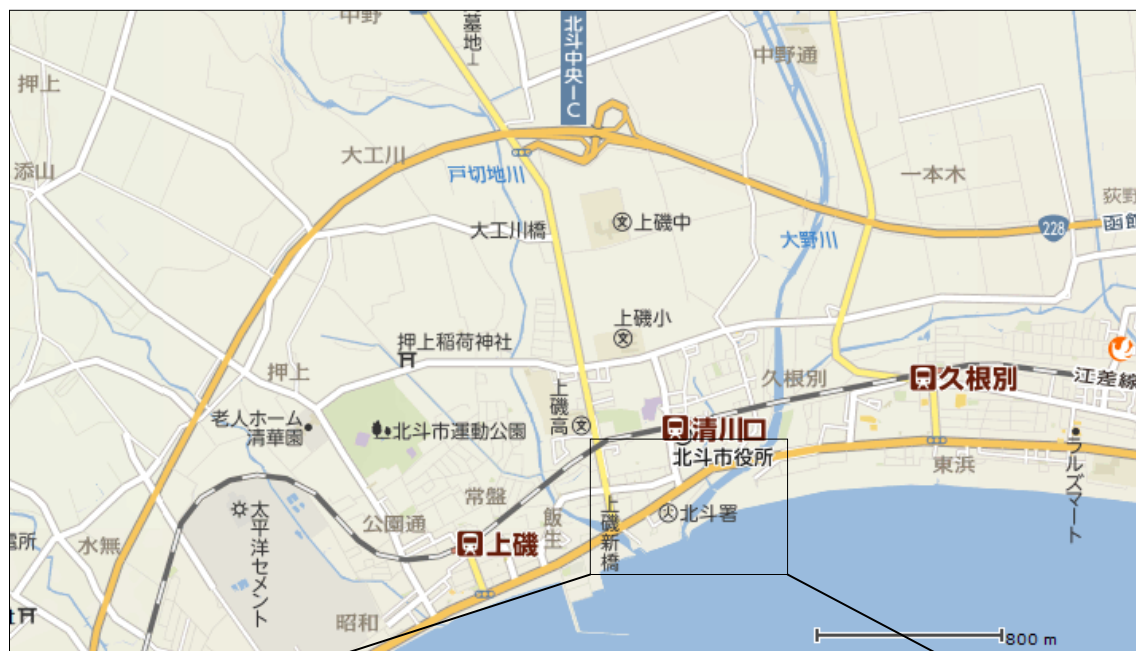 中野
墓地
北斗中央IC
中野通
押上
大工川
添山
戸切地川
一本木
荻野
大工川橋
上磯中
大野川
228
函館
上磯小
押上稲荷神社
久根別
久根別
江差線
押上
上磯高
老人ホーム
清華園
北斗市運動公園
清川口
北斗市役所
東浜
ラルズマート
常盤
太平洋セメント
公園通
飯生
上磯新橋
北斗署
電所
水無
上磯
昭和
800 m